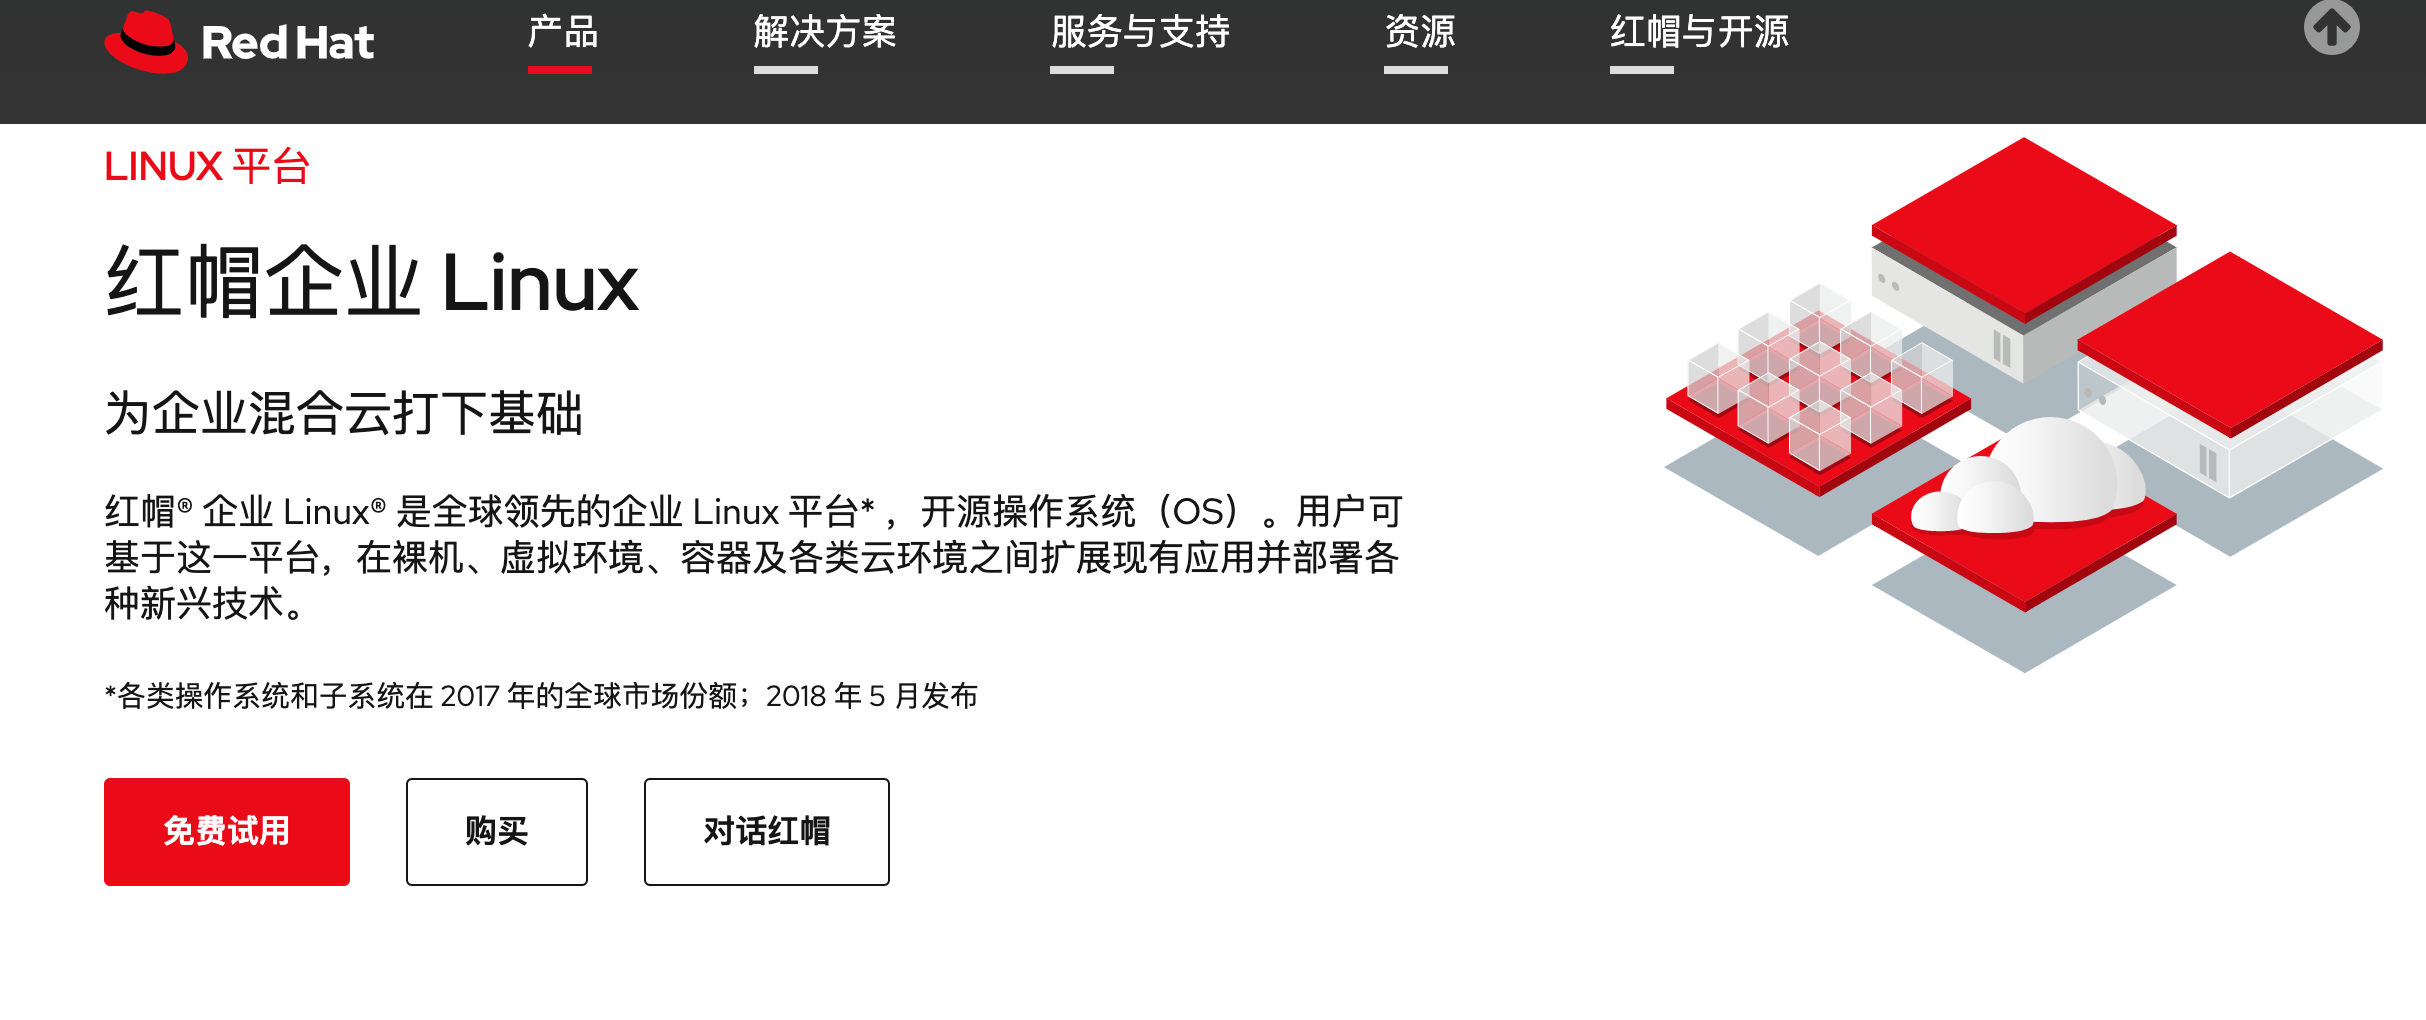 Red Hat
产品
解决方案
服务与支持
资源
红帽与开源
LINUX 平台
红帽企业 Linux
为企业混合云打下基础
红帽® 企业 Linux® 是全球领先的企业 Linux 平台* ，开源操作系统（OS）。用户可
基于这一平台，在裸机、虚拟环境、容器及各类云环境之间扩展现有应用并部署各
种新兴技术。
*各类操作系统和子系统在 2017 年的全球市场份额；2018 年 5 月发布
免费试用
购买
对话红帽